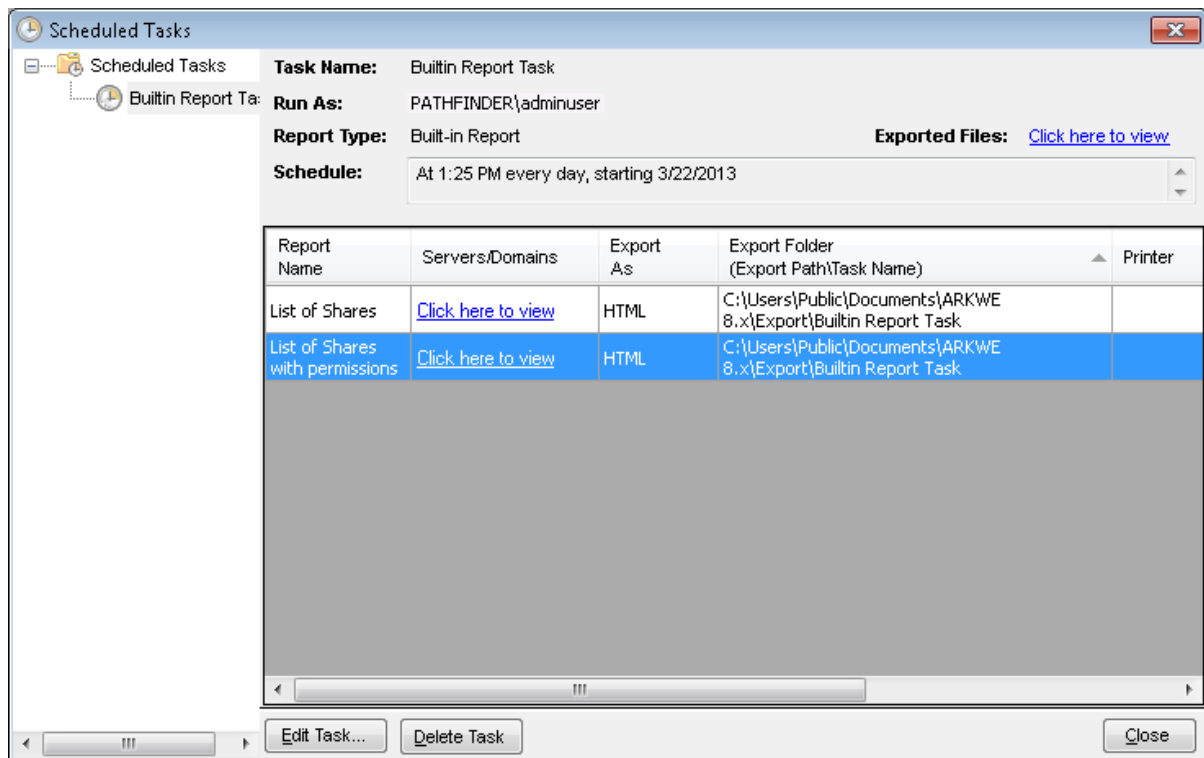 Scheduled Tasks
Scheduled Tasks
Builtin Report Ta
Task Name: Builtin Report Task
Run As: PATHFINDER\adminuser
Report Type: Built-in Report
Exported Files: Click here to view
Schedule: At 1:25 PM every day, starting 3/22/2013
Report
Name
Servers/Domains
Export
As
Export Folder
(Export Path\Task Name)
Printer
List of Shares
Click here to view
HTML
C:\Users\Public\Documents\ARKWE
8.x\Export\Builtin Report Task
List of Shares
with permissions
Click here to view
HTML
C:\Users\Public\Documents\ARKWE
8.x\Export\Builtin Report Task
Edit Task...
Delete Task
Close